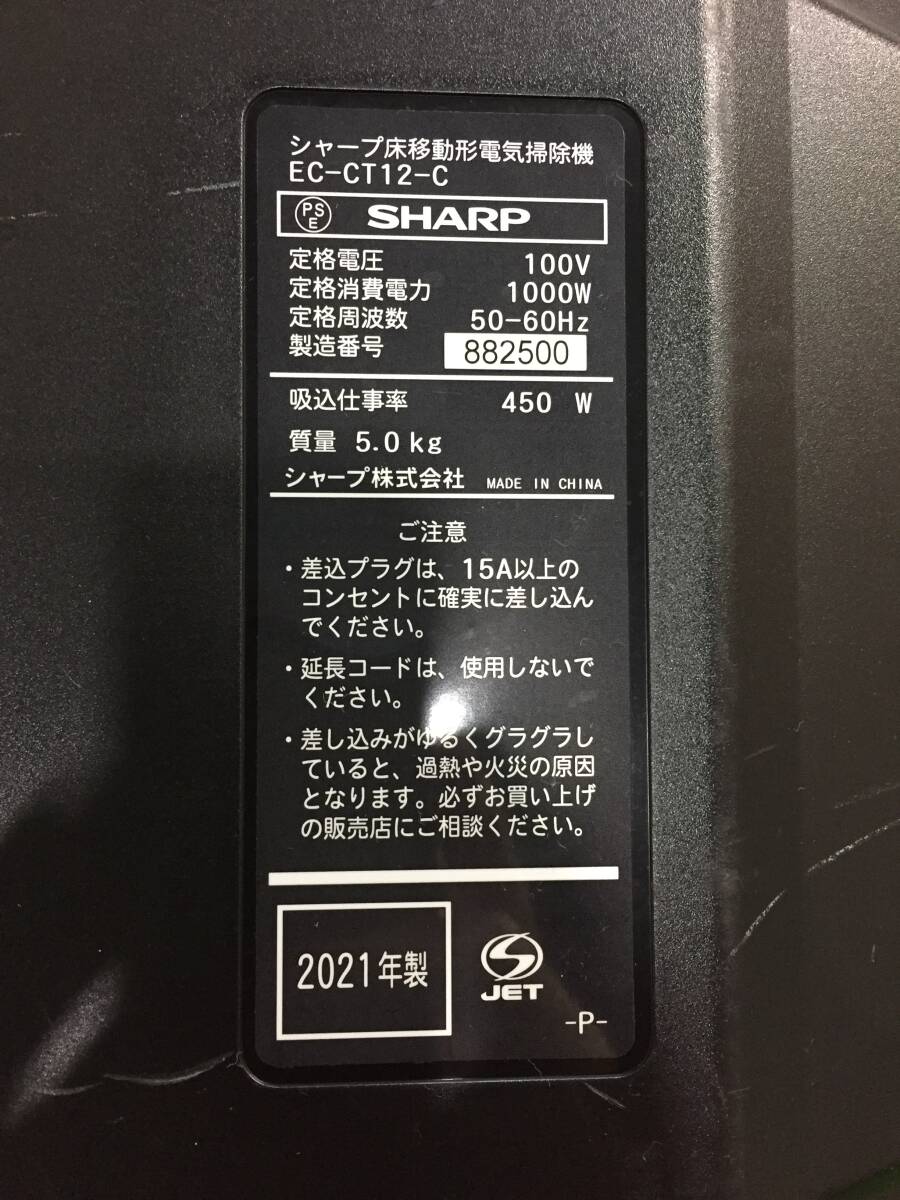 シャープ床移動形電気掃除機
EC-CT12-C
PSE SHARP
定格電圧 100V
定格消費電力 1000W
定格周波数 50-60Hz
製造番号 882500
吸込仕事率 450 W
質量 5.0kg
シャープ株式会社 MADE IN CHINA
ご注意
・差込プラグは、15A以上の
コンセントに確実に差し込ん
でください。
・延長コードは、使用しないで
ください。
・差し込みがゆるくグラグラし
ていると、過熱や火災の原因
となります。必ずお買い上げ
の販売店にご相談ください。
2021年製
JET
-P-